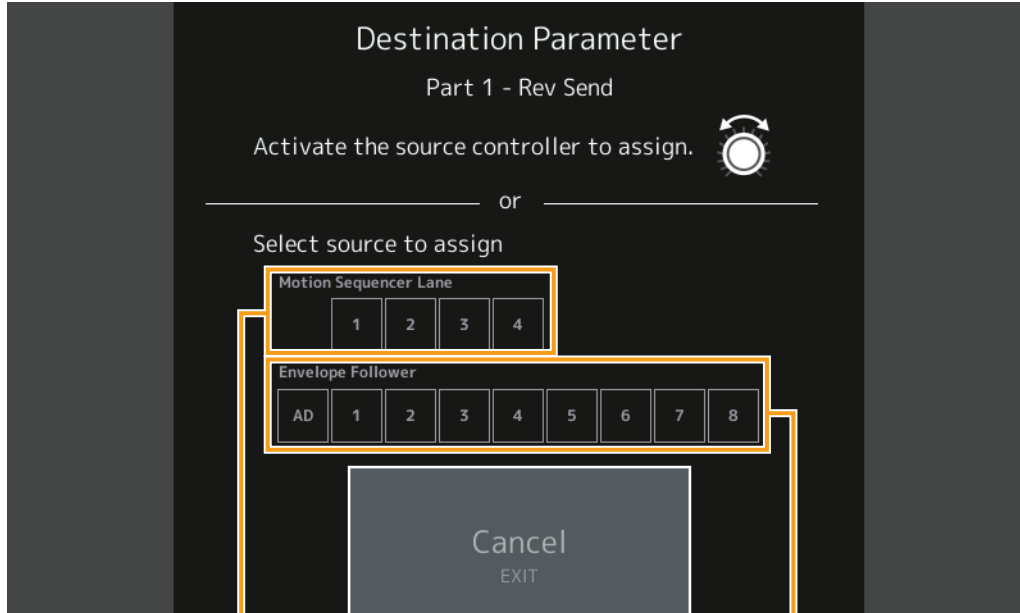 Destination Parameter
Part 1 - Rev Send
Activate the source controller to assign.
or
Select source to assign
Motion Sequencer Lane
1 2 3 4
Envelope Follower
AD 1 2 3 4 5 6 7 8
Cancel
EXIT